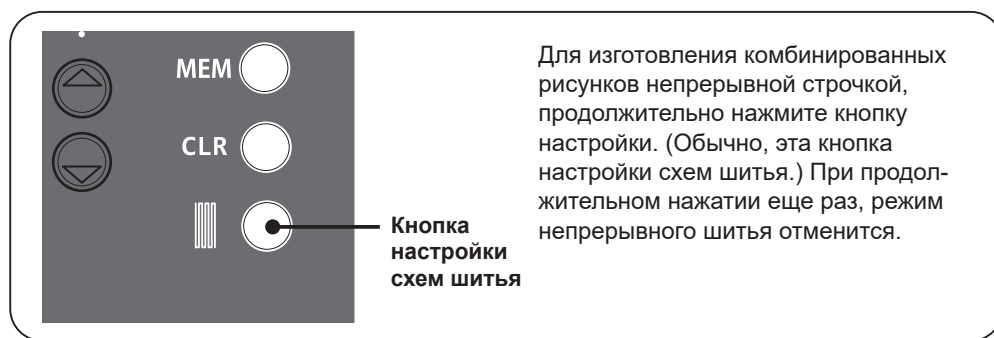 MEM
CLR
Кнопка
настройки
схем шитья
Для изготовления комбинированных
рисунков непрерывной строчкой,
продолжительно нажмите кнопку
настройки. (Обычно, эта кнопка
настройки схем шитья.) При продол-
жительном нажатии еще раз, режим
непрерывного шитья отменится.